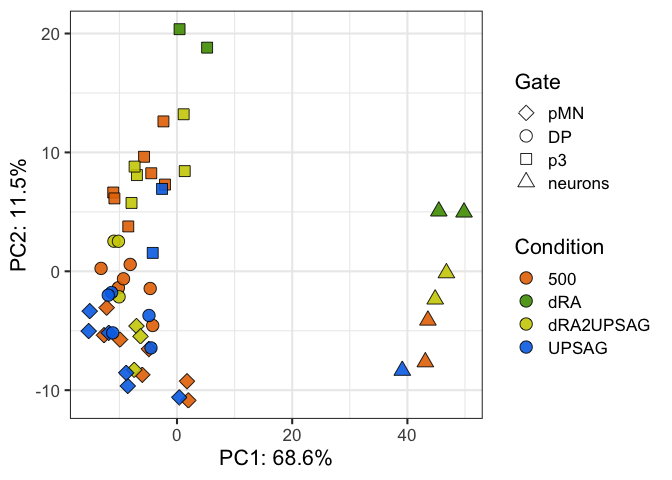 20
10
0
-10
PC2: 11.5%
0
20
40
PC1: 68.6%
Gate
pMN
DP
p3
neurons
Condition
500
dRA
dRA2UPSAG
UPSAG